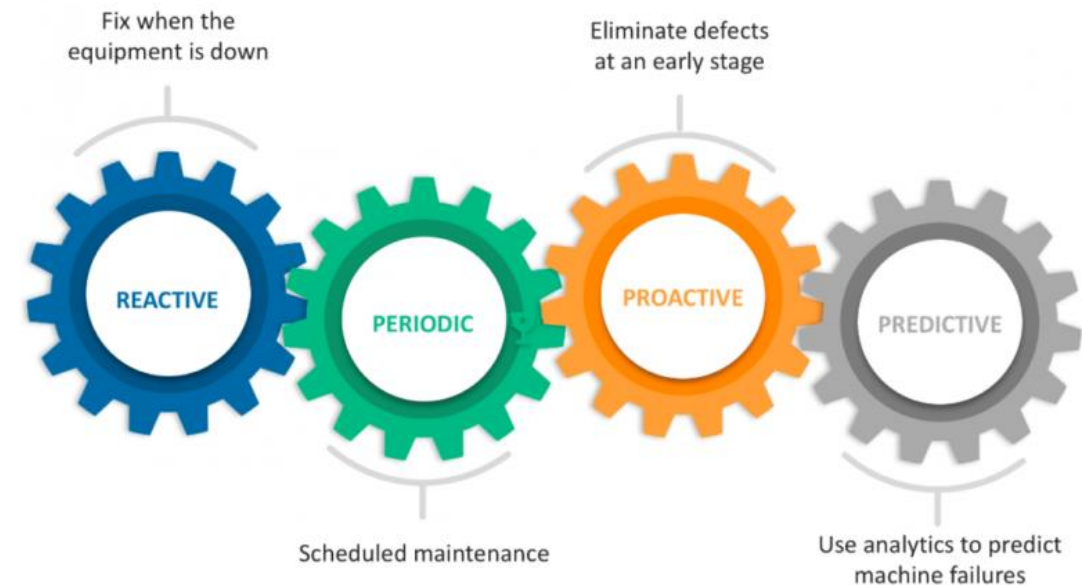 Fix when the
equipment is down
Eliminate defects
at an early stage
REACTIVE
PERIODIC
PROACTIVE
PREDICTIVE
Scheduled maintenance
Use analytics to predict
machine failures